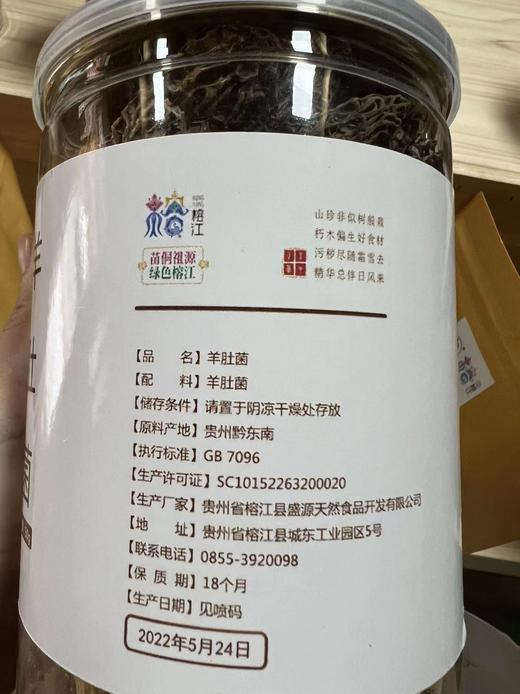 榕江
苗侗祖源
绿色榕江
山珍非似树般栽
朽木偏生好食材
污秽尽随霜雪去
精华总伴日风来
【品 名】羊肚菌
【配 料】羊肚菌
【储存条件】请置于阴凉干燥处存放
【原料产地】贵州黔东南
【执行标准】GB 7096
【生产许可证】SC10152263200020
【生产厂家】贵州省榕江县盛源天然食品开发有限公司
【地 址】贵州省榕江县城东工业园区5号
【联系电话】0855-3920098
【保 质 期】18个月
【生产日期】见喷码
2022年5月24日
羊
肚
菌